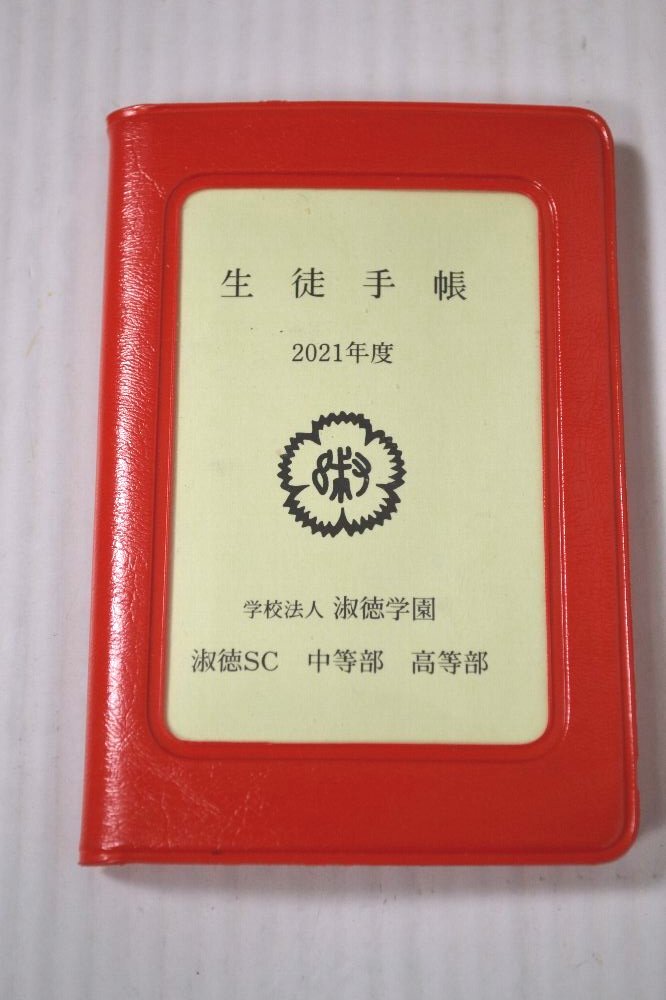 生徒手帳
2021年度
淑
学校法人 淑徳学園
淑徳SC 中等部 高等部